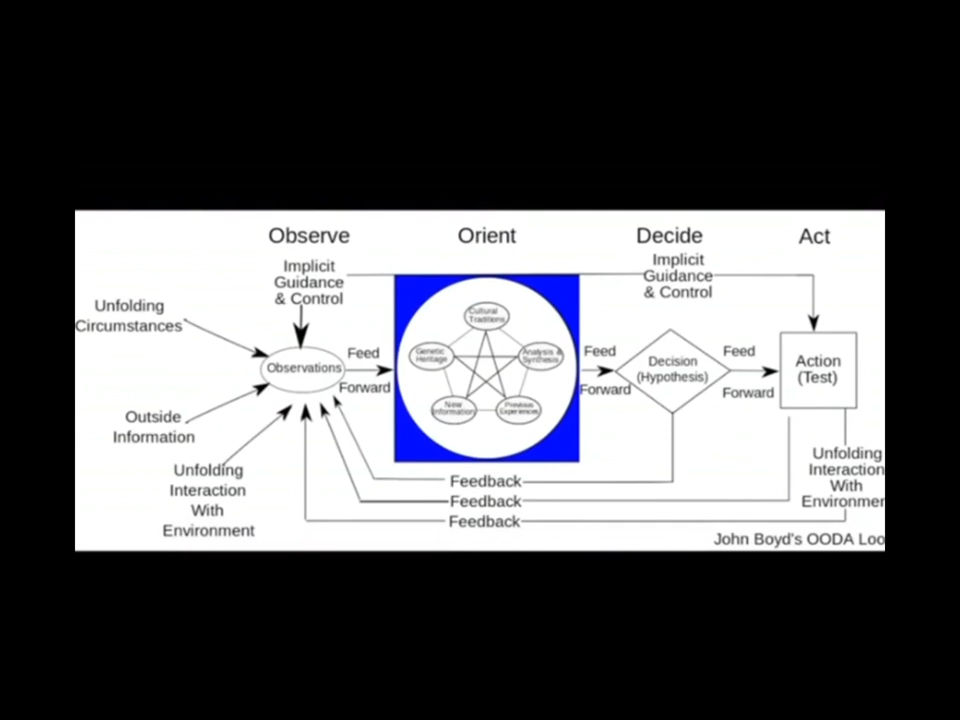 Observe
Orient
Decide
Act
Implicit
Guidance
& Control
Implicit
Guidance
& Control
Unfolding
Circumstances
Observations
Feed
Forward
Cultural
Traditions
Genetic
Heritage
Analysis &
Synthesis
New
Information
Previous
Experiences
Feed
Forward
Decision
(Hypothesis)
Feed
Forward
Action
(Test)
Outside
Information
Unfolding
Interaction
With
Environment
Unfolding
Interaction
With
Environmer
Feedback
Feedback
Feedback
John Boyd's OODA Loo